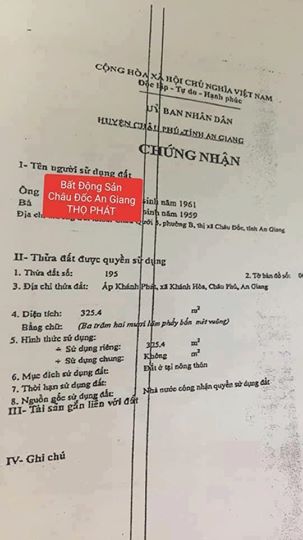 CỘNG HÒA XÃ HỘI CHỦ NGHĨA VIỆT NAM
Độc lập - Tự do - Hạnh phúc
UỶ BAN NHÂN DÂN
HUYỆN CHÂU PHÚ-TỈNH AN GIANG
CHỨNG NHẬN
I- Tên người sử dụng đất
Ông sinh năm 1961
Bà sinh năm 1959
Bất Động Sản
Châu Đốc An Giang
THỌ PHÁT
Địa chỉ 3, phường B, thị xã Châu Đốc, tỉnh An Giang
II- Thửa đất được quyền sử dụng
1. Thửa đất số: 195 2. Tờ bản đồ số:
3. Địa chỉ thửa đất: Ấp Khánh Phát, xã Khánh Hòa, Châu Phú, An Giang
4. Diện tích: 325.4 m2
Bằng chữ: (Ba trăm hai mươi lăm phẩy bốn mét vuông)
5. Hình thức sử dụng:
+ Sử dụng riêng: 325.4 m2
+ Sử dụng chung: Không m2
6. Mục đích sử dụng đất: Đất ở tại nông thôn
7. Thời hạn sử dụng đất:
8. Nguồn gốc sử dụng đất: Nhà nước công nhận quyền sử dụng đất
III- Tài sản gắn liền với đất
IV- Ghi chú